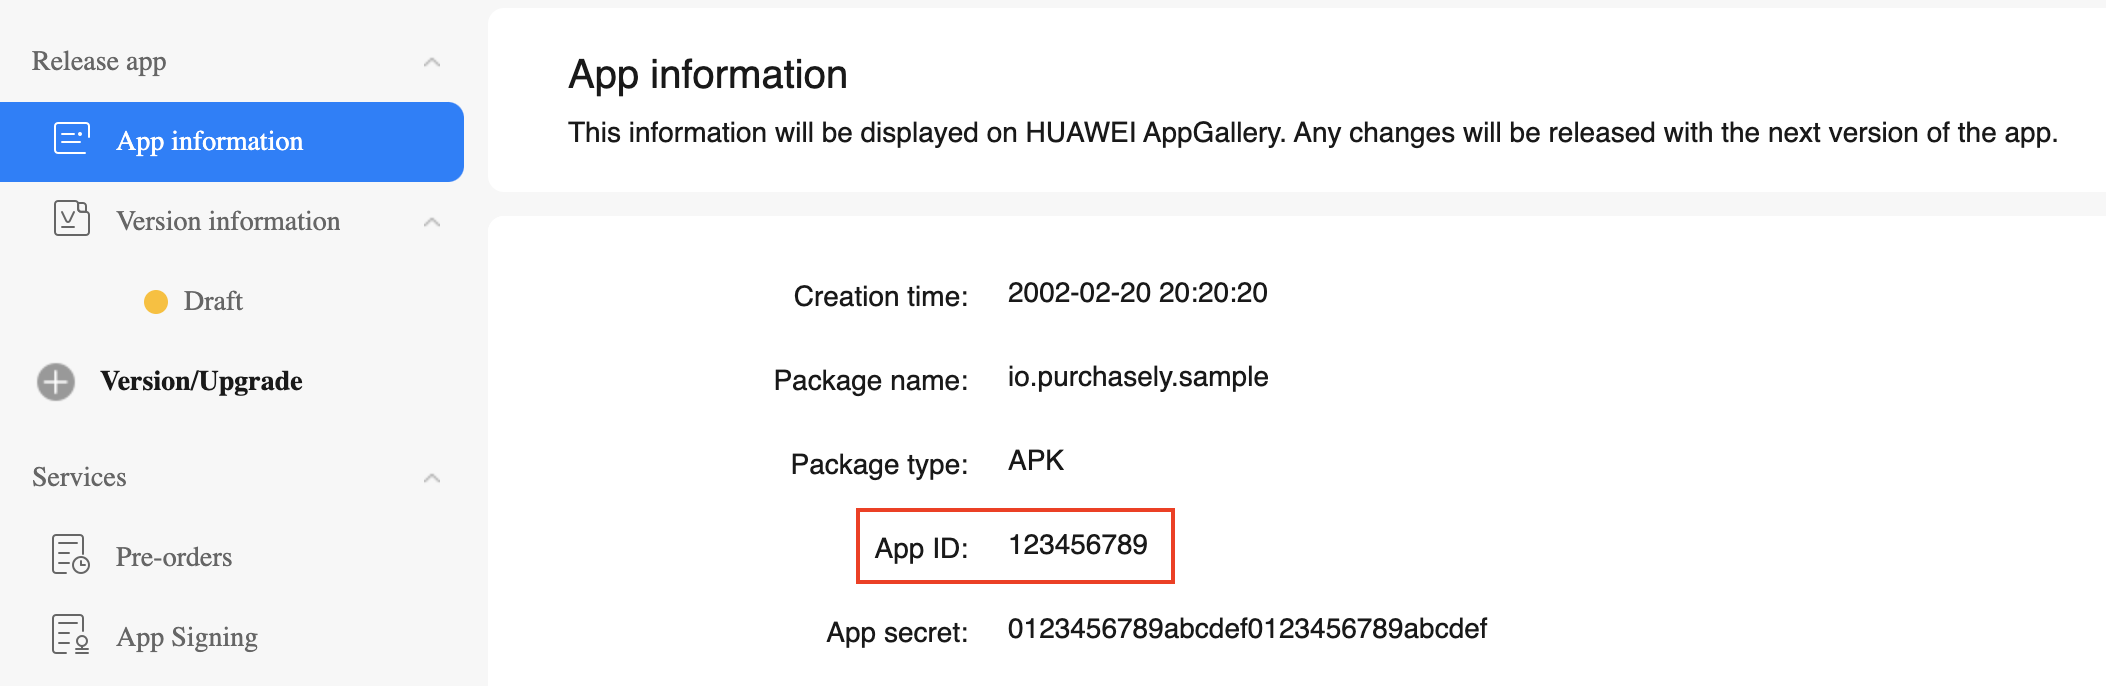 Release app
App information
Version information
Draft
Version/Upgrade
Services
Pre-orders
App Signing
App information
This information will be displayed on HUAWEI AppGallery. Any changes will be released with the next version of the app.
Creation time: 2002-02-20 20:20:20
Package name: io.purchasely.sample
Package type: APK
App ID: 123456789
App secret: 0123456789abcdef0123456789abcdef